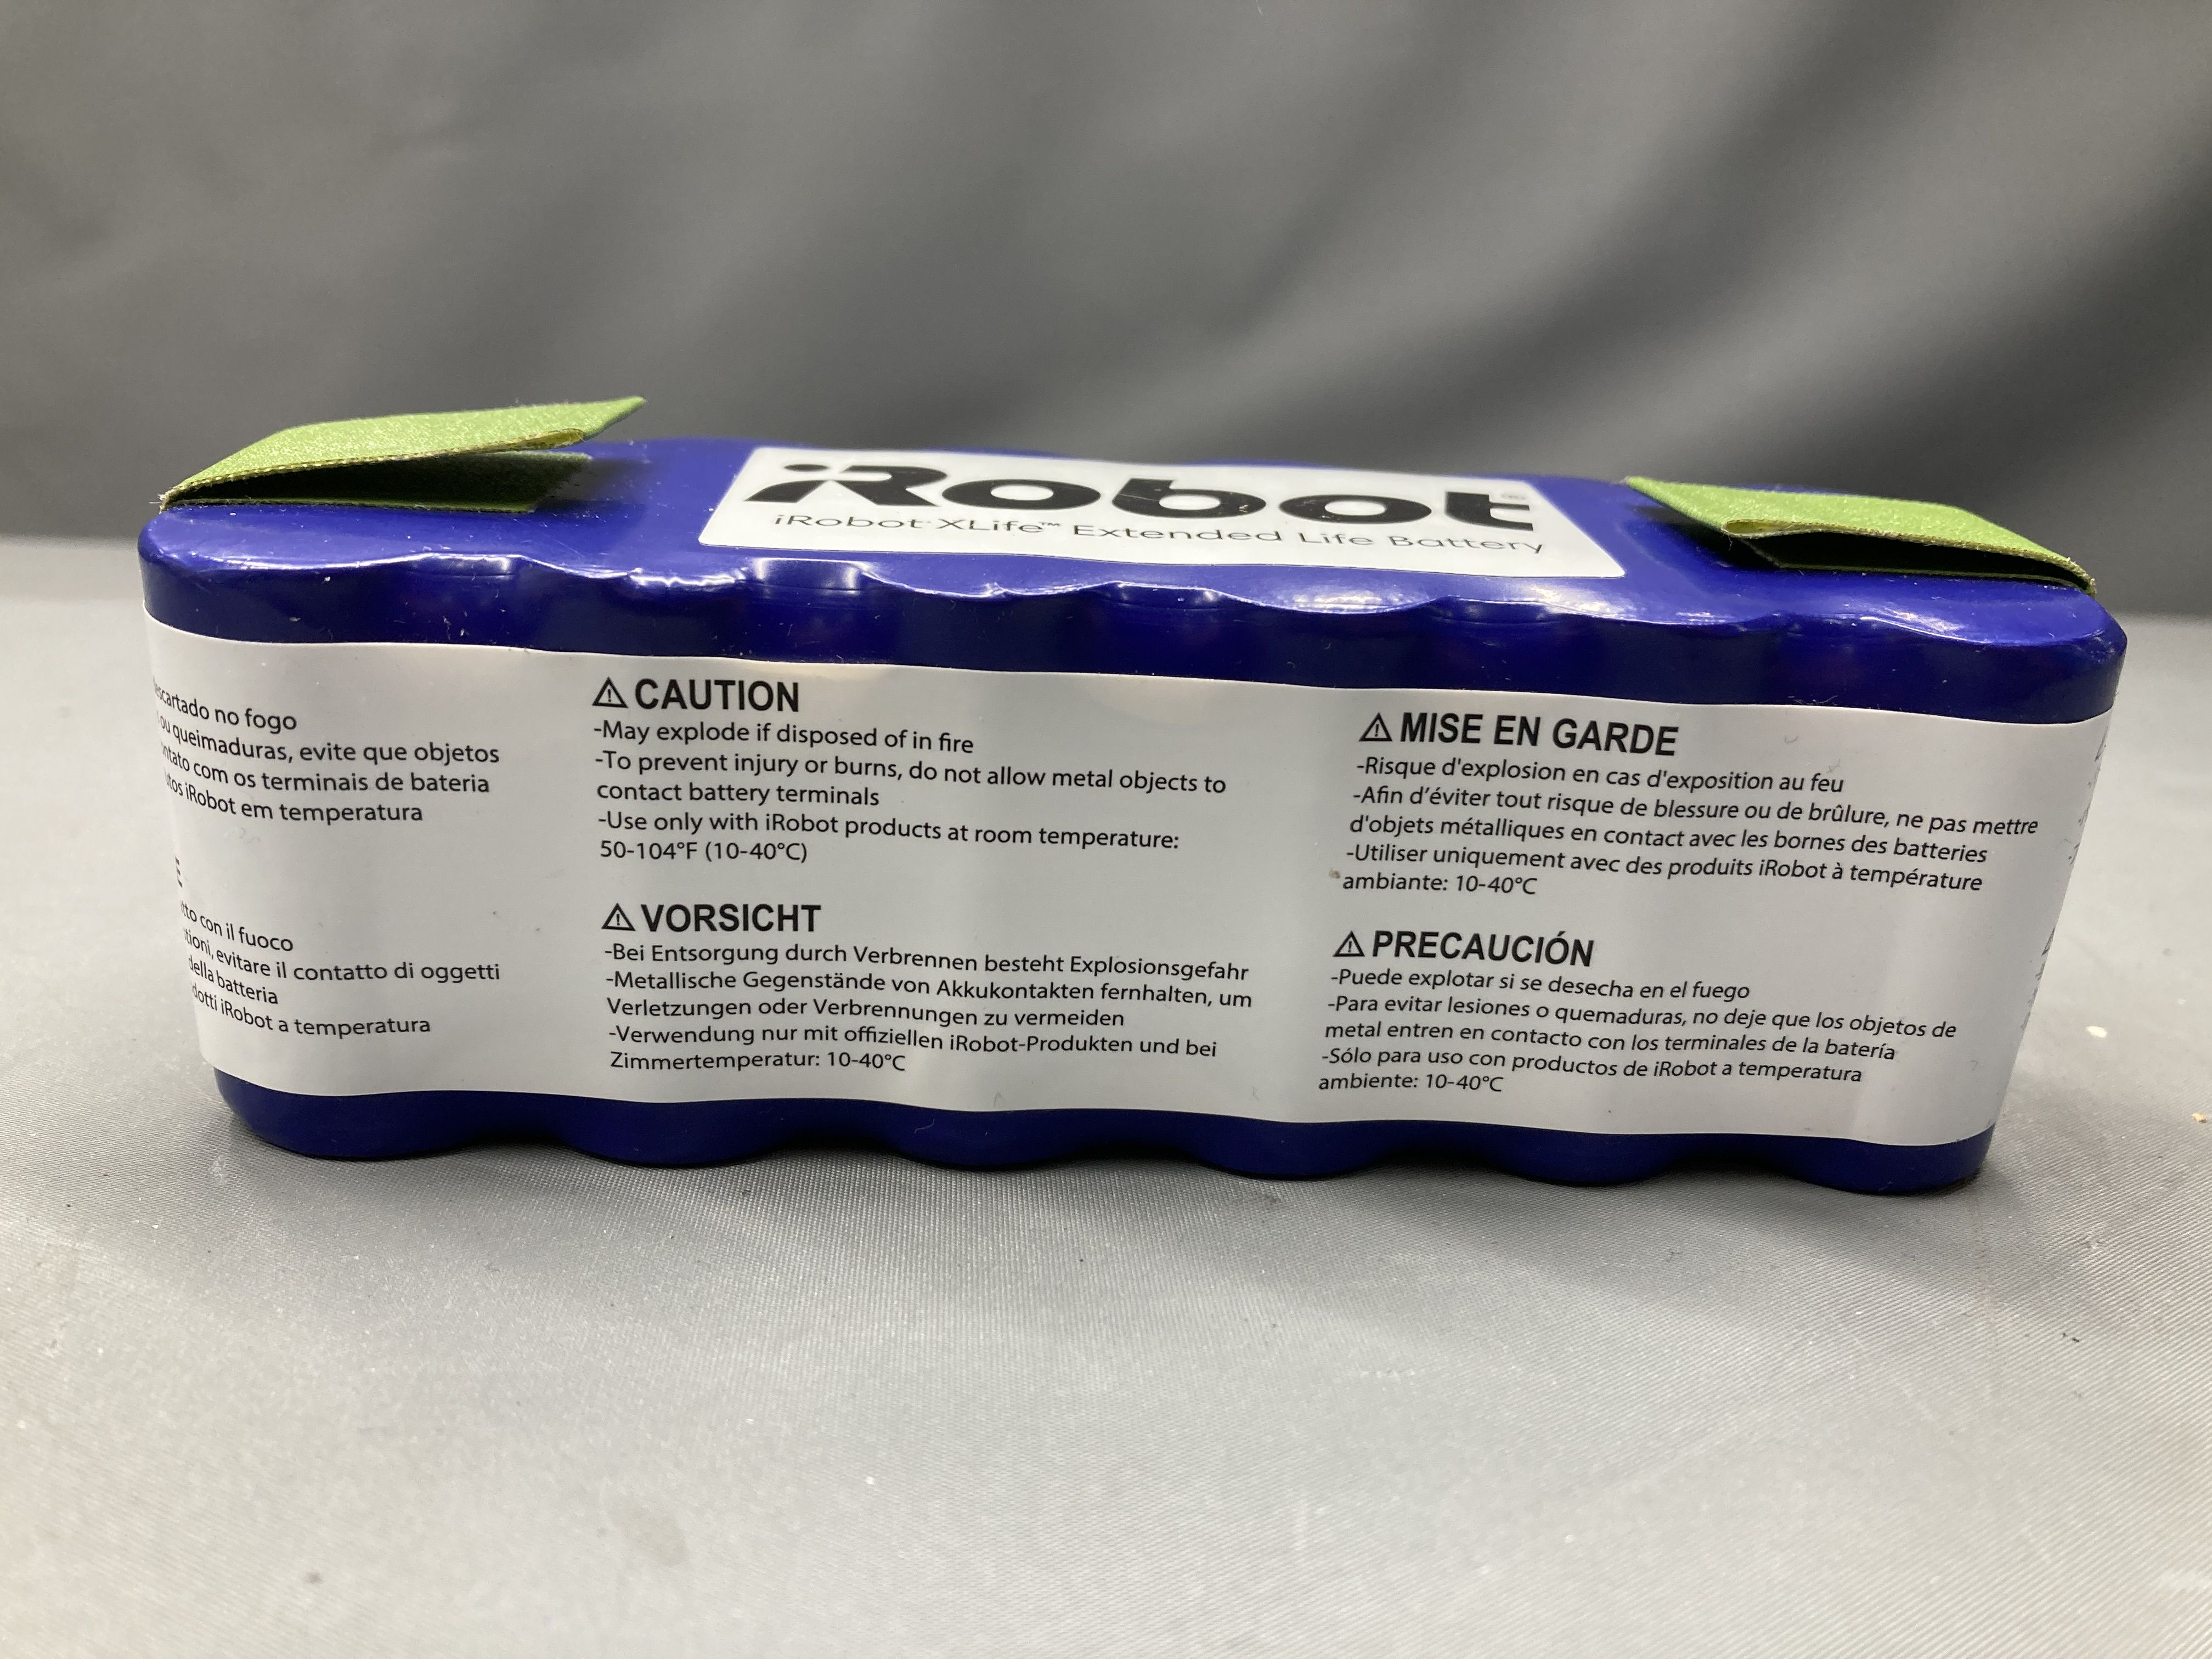 iRobot®
iRobot XLife™ Extended Life Battery
no fogo
ou queimaduras, evite que objetos
com os terminais de bateria
iRobot em temperatura
con il fuoco
evitare il contatto di oggetti
della batteria
iRobot a temperatura
⚠ CAUTION
-May explode if disposed of in fire
-To prevent injury or burns, do not allow metal objects to
contact battery terminals
-Use only with iRobot products at room temperature:
50-104°F (10-40°C)
⚠ VORSICHT
-Bei Entsorgung durch Verbrennen besteht Explosionsgefahr
-Metallische Gegenstände von Akkukontakten fernhalten, um
Verletzungen oder Verbrennungen zu vermeiden
-Verwendung nur mit offiziellen iRobot-Produkten und bei
Zimmertemperatur: 10-40°C
⚠ MISE EN GARDE
-Risque d'explosion en cas d'exposition au feu
-Afin d’éviter tout risque de blessure ou de brûlure, ne pas mettre
d'objets métalliques en contact avec les bornes des batteries
-Utiliser uniquement avec des produits iRobot à température
ambiante: 10-40°C
⚠ PRECAUCIÓN
-Puede explotar si se desecha en el fuego
-Para evitar lesiones o quemaduras, no deje que los objetos de
metal entren en contacto con los terminales de la batería
-Sólo para uso con productos de iRobot a temperatura
ambiente: 10-40°C